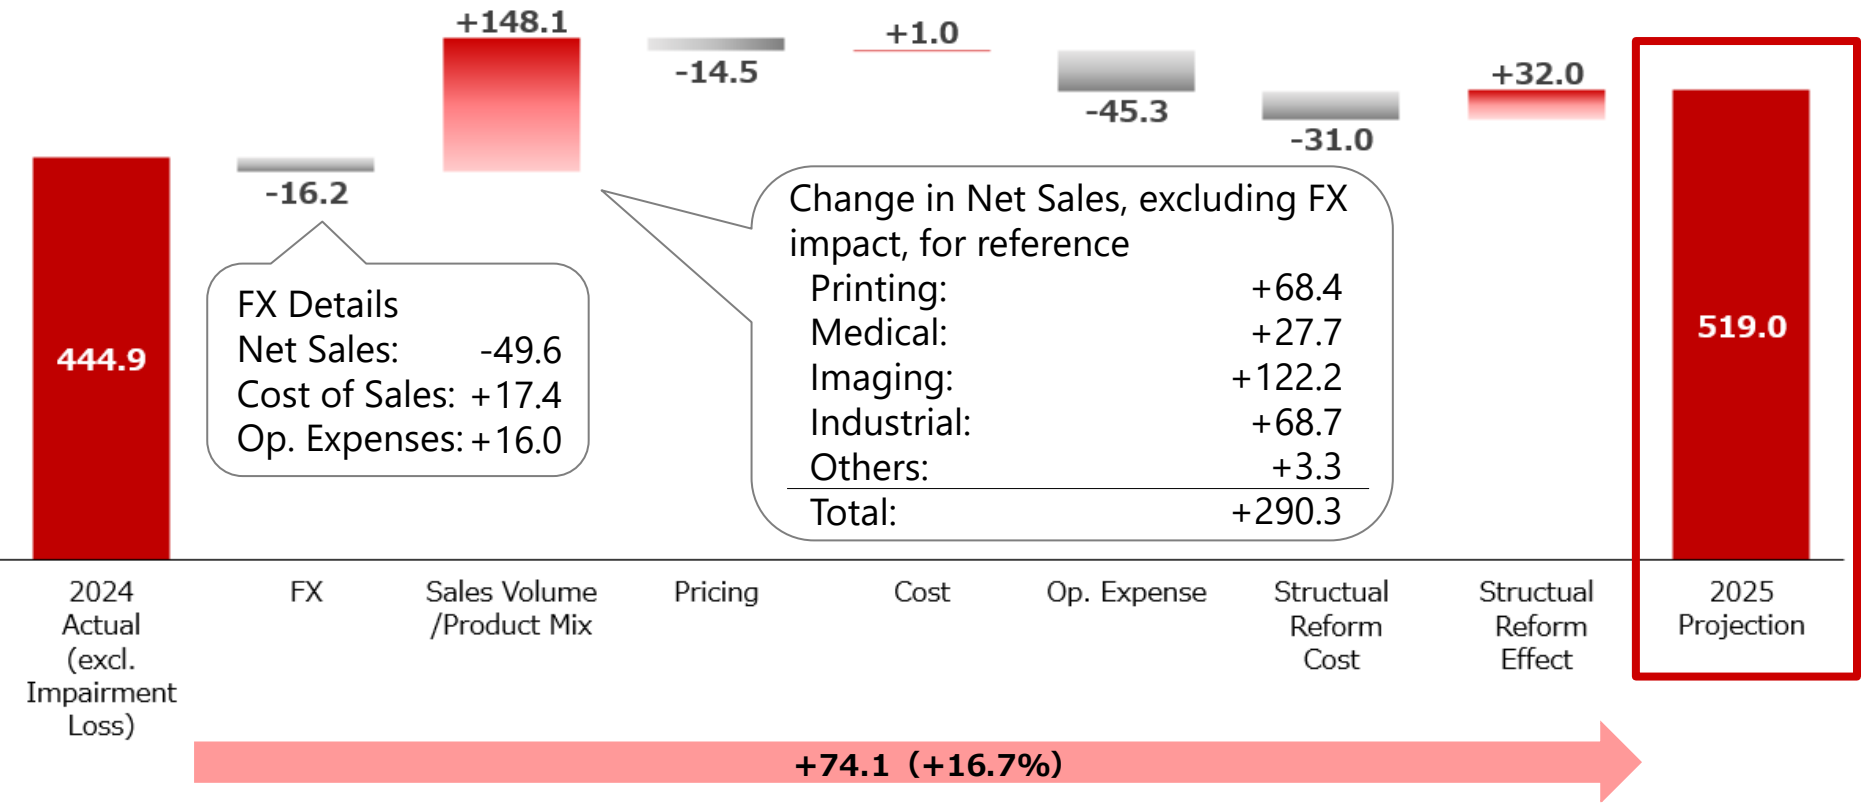 +148.1
+1.0
-14.5
+32.0
-45.3
-31.0
-16.2
Change in Net Sales, excluding FX
impact, for reference
Printing: +68.4
Medical: +27.7
Imaging: +122.2
Industrial: +68.7
Others: +3.3
Total: +290.3
FX Details
Net Sales: -49.6
Cost of Sales: +17.4
Op. Expenses: +16.0
444.9
519.0
2024
Actual
(excl.
Impairment
Loss)
FX
Sales Volume
/Product Mix
Pricing
Cost
Op. Expense
Structual
Reform
Cost
Structual
Reform
Effect
2025
Projection
+74.1 (+16.7%)